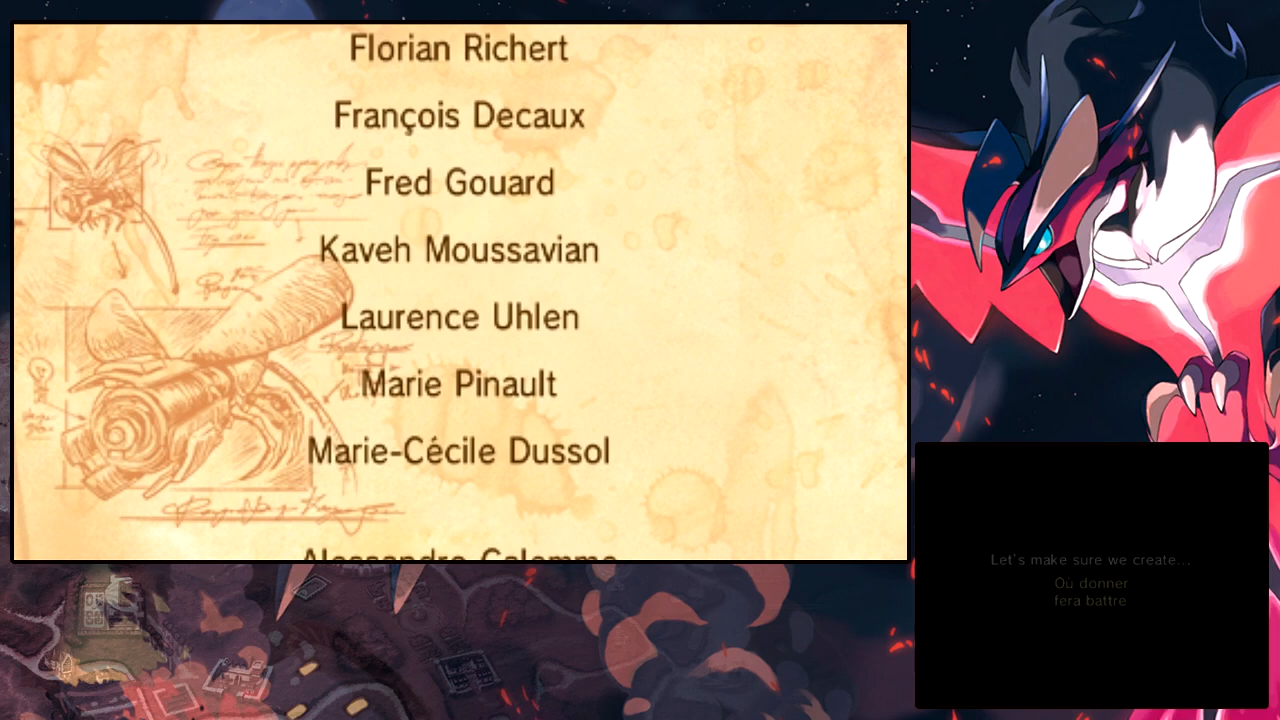 Florian Richert
François Decaux
Fred Gouard
Kaveh Moussavian
Laurence Uhlen
Marie Pinault
Marie-Cécile Dussol
Let's make sure we create...
Où donner
fera battre